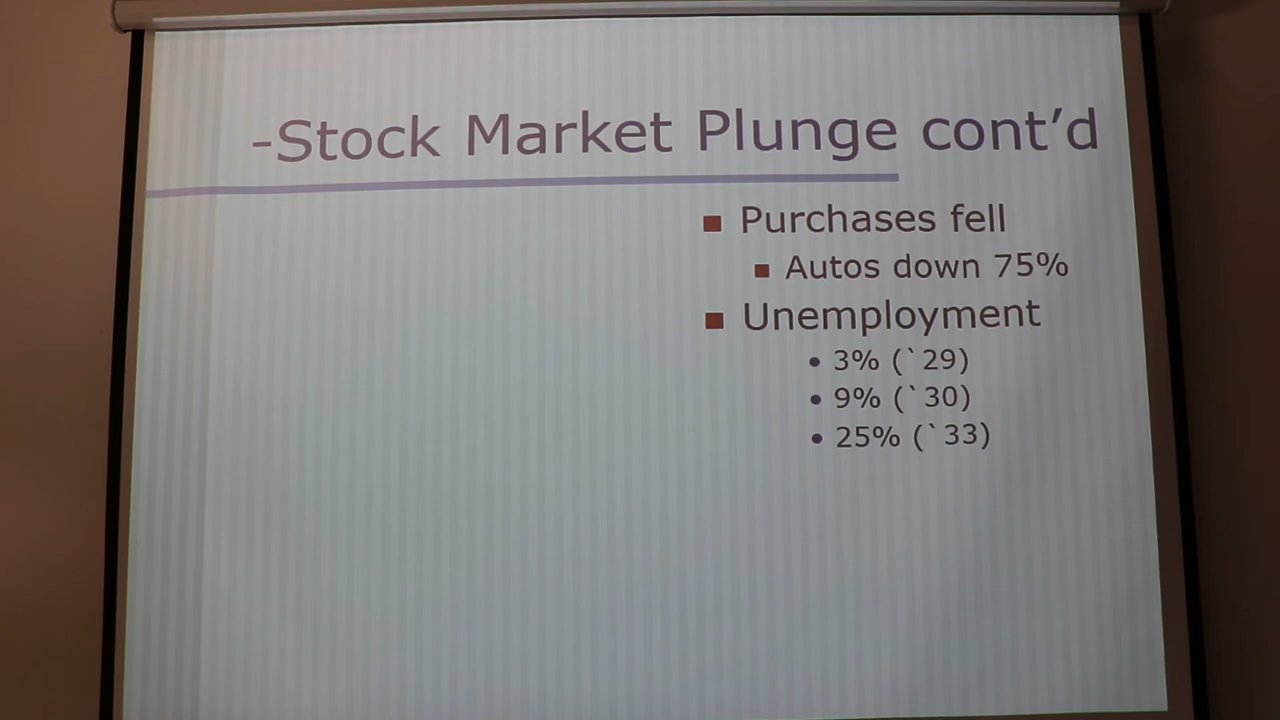 -Stock Market Plunge cont’d
■ Purchases fell
■ Autos down 75%
■ Unemployment
• 3% (`29)
• 9% (`30)
• 25% (`33)